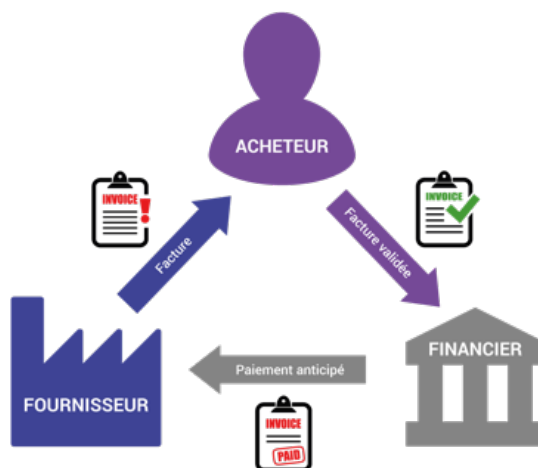 ACHETEUR
INVOICE
!
INVOICE
Facture
Facture validée
FOURNISSEUR
Paiement anticipé
FINANCIER
INVOICE
PAID